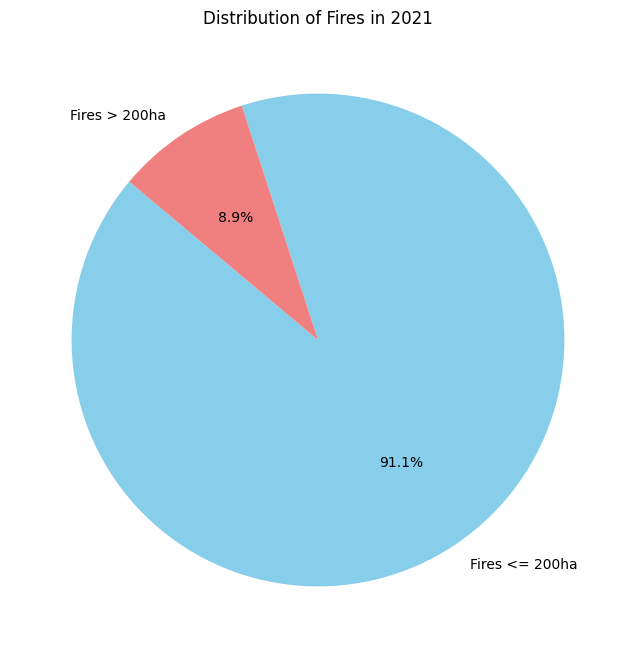 Distribution of Fires in 2021
Fires > 200ha
8.9%
91.1%
Fires <= 200ha